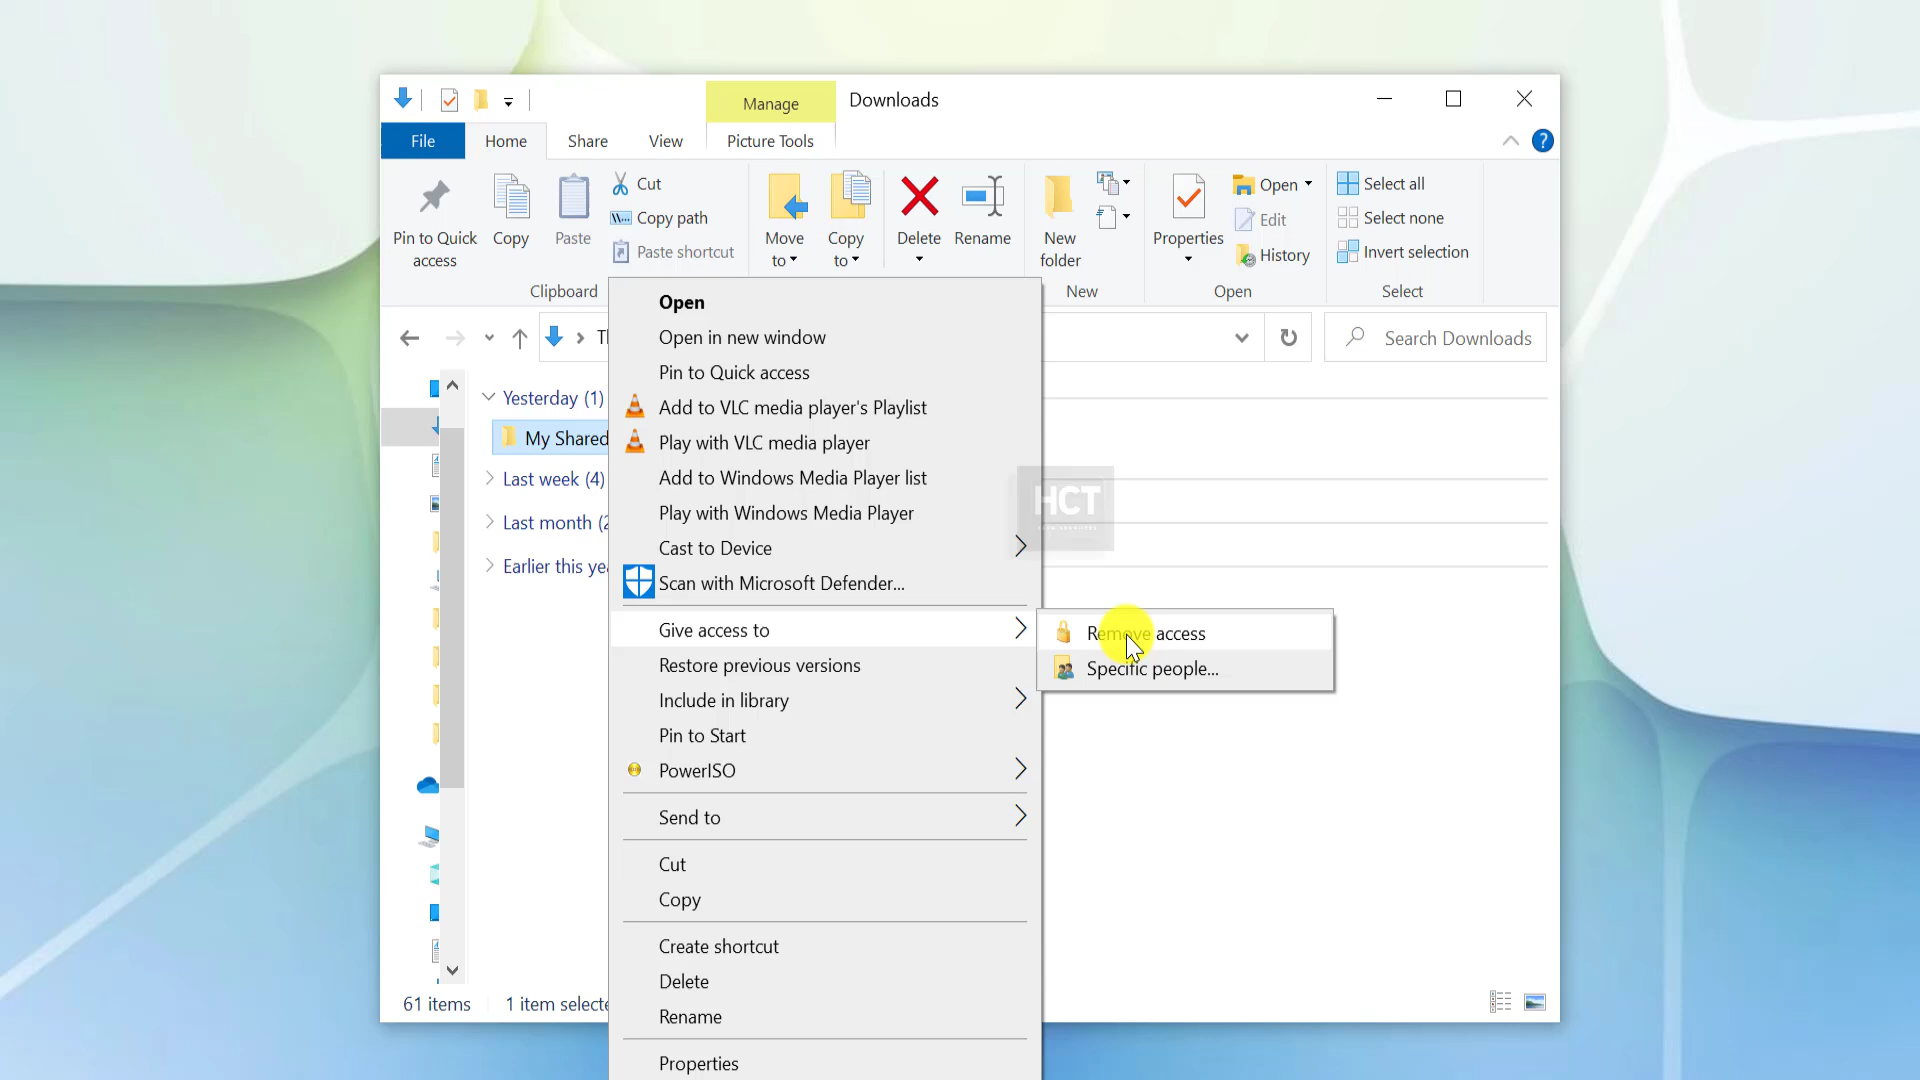 Manage
Downloads
File
Home
Share
View
Picture Tools
Pin to Quick
access
Copy
Paste
Cut
Copy path
Paste shortcut
Move
to
Copy
to
Delete
Rename
New
folder
Properties
Open
Edit
History
Select all
Select none
Invert selection
Clipboard
New
Open
Select
Search Downloads
Yesterday (1)
My Shared
Last week (4)
Last month
Earlier this
61 items
1 item
Open
Open in new window
Pin to Quick access
Add to VLC media player's Playlist
Play with VLC media player
Add to Windows Media Player list
Play with Windows Media Player
Cast to Device
Scan with Microsoft Defender...
Give access to
Restore previous versions
Include in library
Pin to Start
PowerISO
Send to
Cut
Copy
Create shortcut
Delete
Rename
Properties
Remove access
Specific people...
HCT